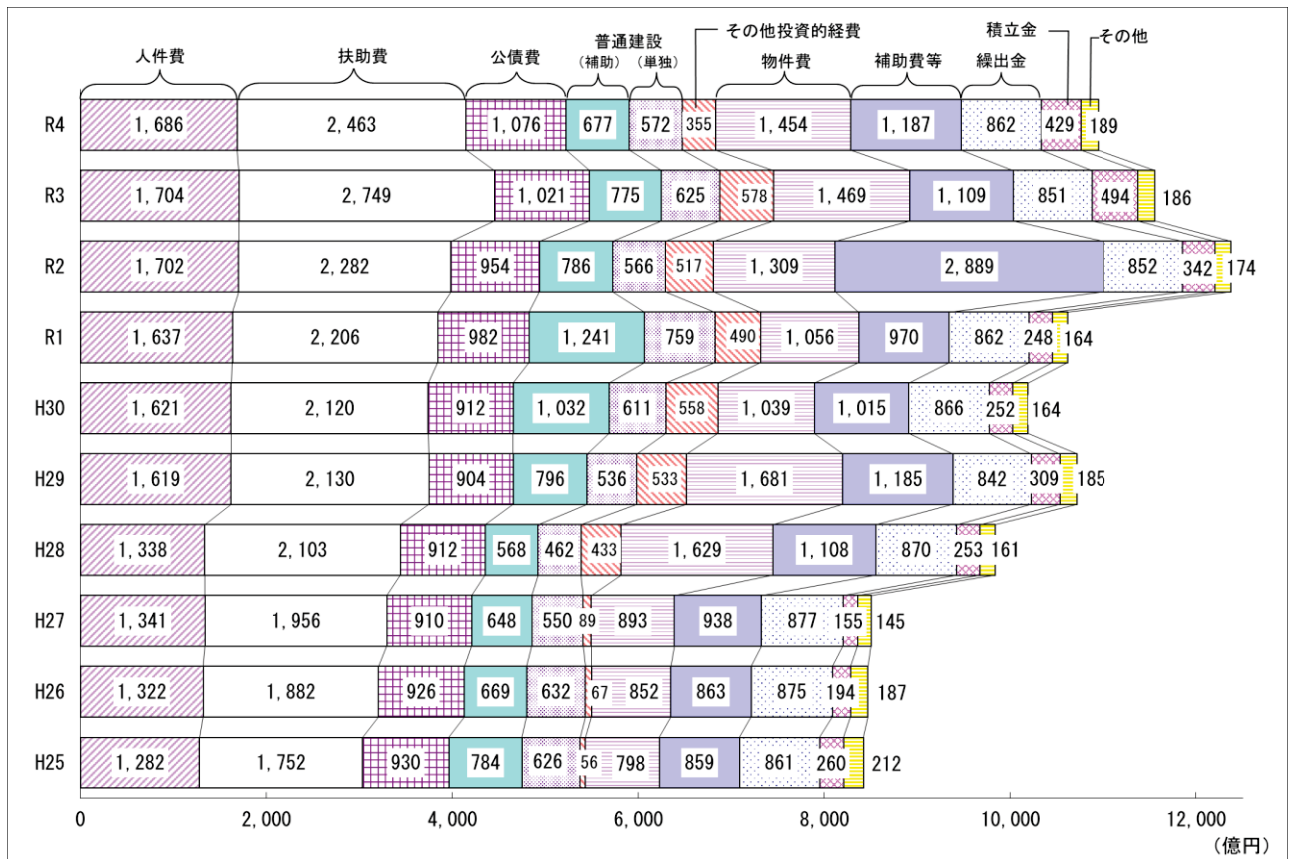 人件費 扶助費 公債費 普通建設 (補助) (単独) その他投資的経費 物件費 補助費等 繰出金 積立金 その他
R4 1,686 2,463 1,076 677 572 355 1,454 1,187 862 429 189
R3 1,704 2,749 1,021 775 625 578 1,469 1,109 851 494 186
R2 1,702 2,282 954 786 566 517 1,309 2,889 852 342 174
R1 1,637 2,206 982 1,241 759 490 1,056 970 862 248 164
H30 1,621 2,120 912 1,032 611 558 1,039 1,015 866 252 164
H29 1,619 2,130 904 796 536 533 1,681 1,185 842 309 185
H28 1,338 2,103 912 568 462 433 1,629 1,108 870 253 161
H27 1,341 1,956 910 648 550 89 893 938 877 155 145
H26 1,322 1,882 926 669 632 67 852 863 875 194 187
H25 1,282 1,752 930 784 626 56 798 859 861 260 212
0 2,000 4,000 6,000 8,000 10,000 12,000
(億円)